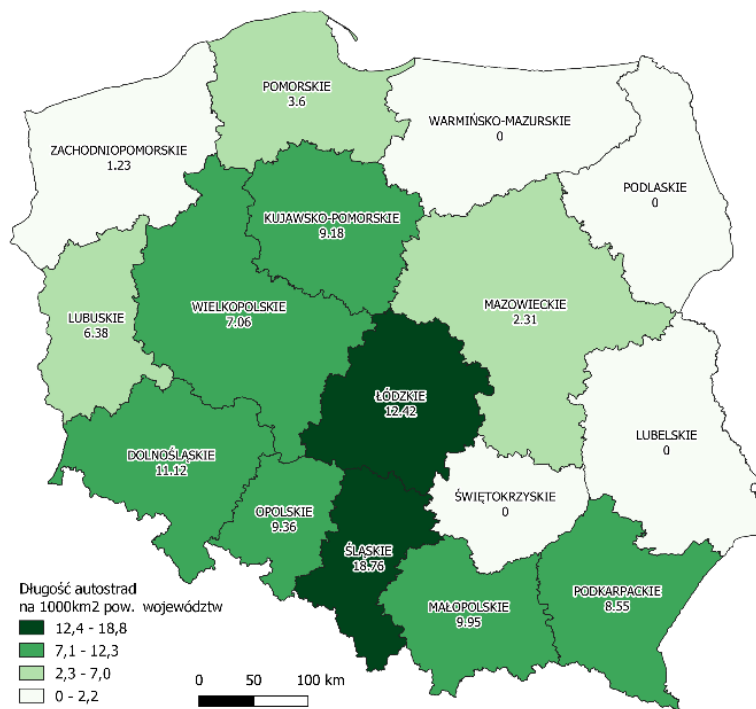 POMORSKIE
3.6
WARMIŃSKO-MAZURSKIE
0
ZACHODNIOPOMORSKIE
1.23
PODLASKIE
0
KUJAWSKO-POMORSKIE
9.18
MAZOWIECKIE
2.31
WIELKOPOLSKIE
7.06
LUBUSKIE
6.38
ŁÓDZKIE
12.42
LUBELSKIE
0
DOLNOŚLĄSKIE
11.12
ŚWIĘTOKRZYSKIE
0
OPOLSKIE
9.36
ŚLĄSKIE
18.76
PODKARPACKIE
8.55
MAŁOPOLSKIE
9.95
Długość autostrad
na 1000km2 pow. województw
12,4 - 18,8
7,1 - 12,3
2,3 - 7,0
0 - 2,2
0 50 100 km